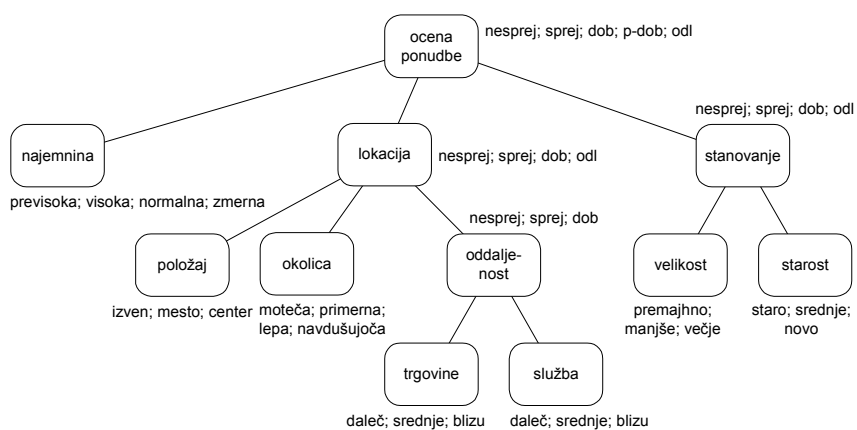 ocena
ponudbe
nesprej; sprej; dob; p-dob; odl
najemnina
previsoka; visoka; normalna; zmerna
lokacija
nesprej; sprej; dob; odl
nesprej; sprej; dob; odl
stanovanje
položaj
izven; mesto; center
okolica
moteča; primerna;
lepa; navdušujoča
nesprej; sprej; dob
oddalje-
nost
velikost
premajhno;
manjše; večje
starost
staro; srednje;
novo
trgovine
daleč; srednje; blizu
služba
daleč; srednje; blizu